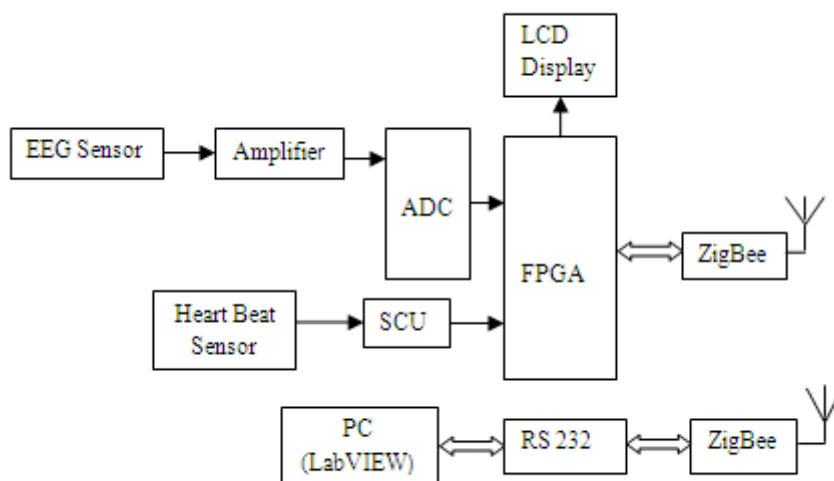 LCD
Display
EEG Sensor
Amplifier
ADC
FPGA
ZigBee
Heart Beat
Sensor
SCU
PC
(LabVIEW)
RS 232
ZigBee